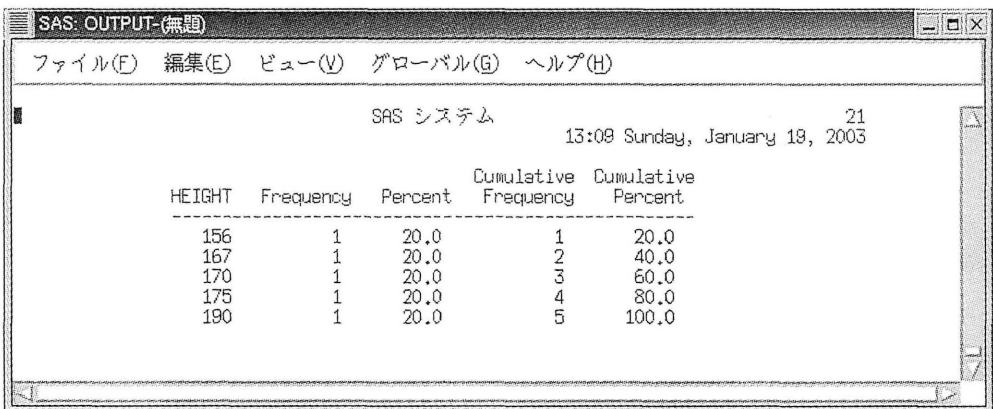 SAS: OUTPUT-(無題)
ファイル(F) 編集(E) ビュー(V) グローバル(G) ヘルプ(H)
SAS システム 21
13:09 Sunday, January 19, 2003
Cumulative Cumulative
HEIGHT Frequency Percent Frequency Percent
----------------------------------------------------
156 1 20.0 1 20.0
167 1 20.0 2 40.0
170 1 20.0 3 60.0
175 1 20.0 4 80.0
190 1 20.0 5 100.0